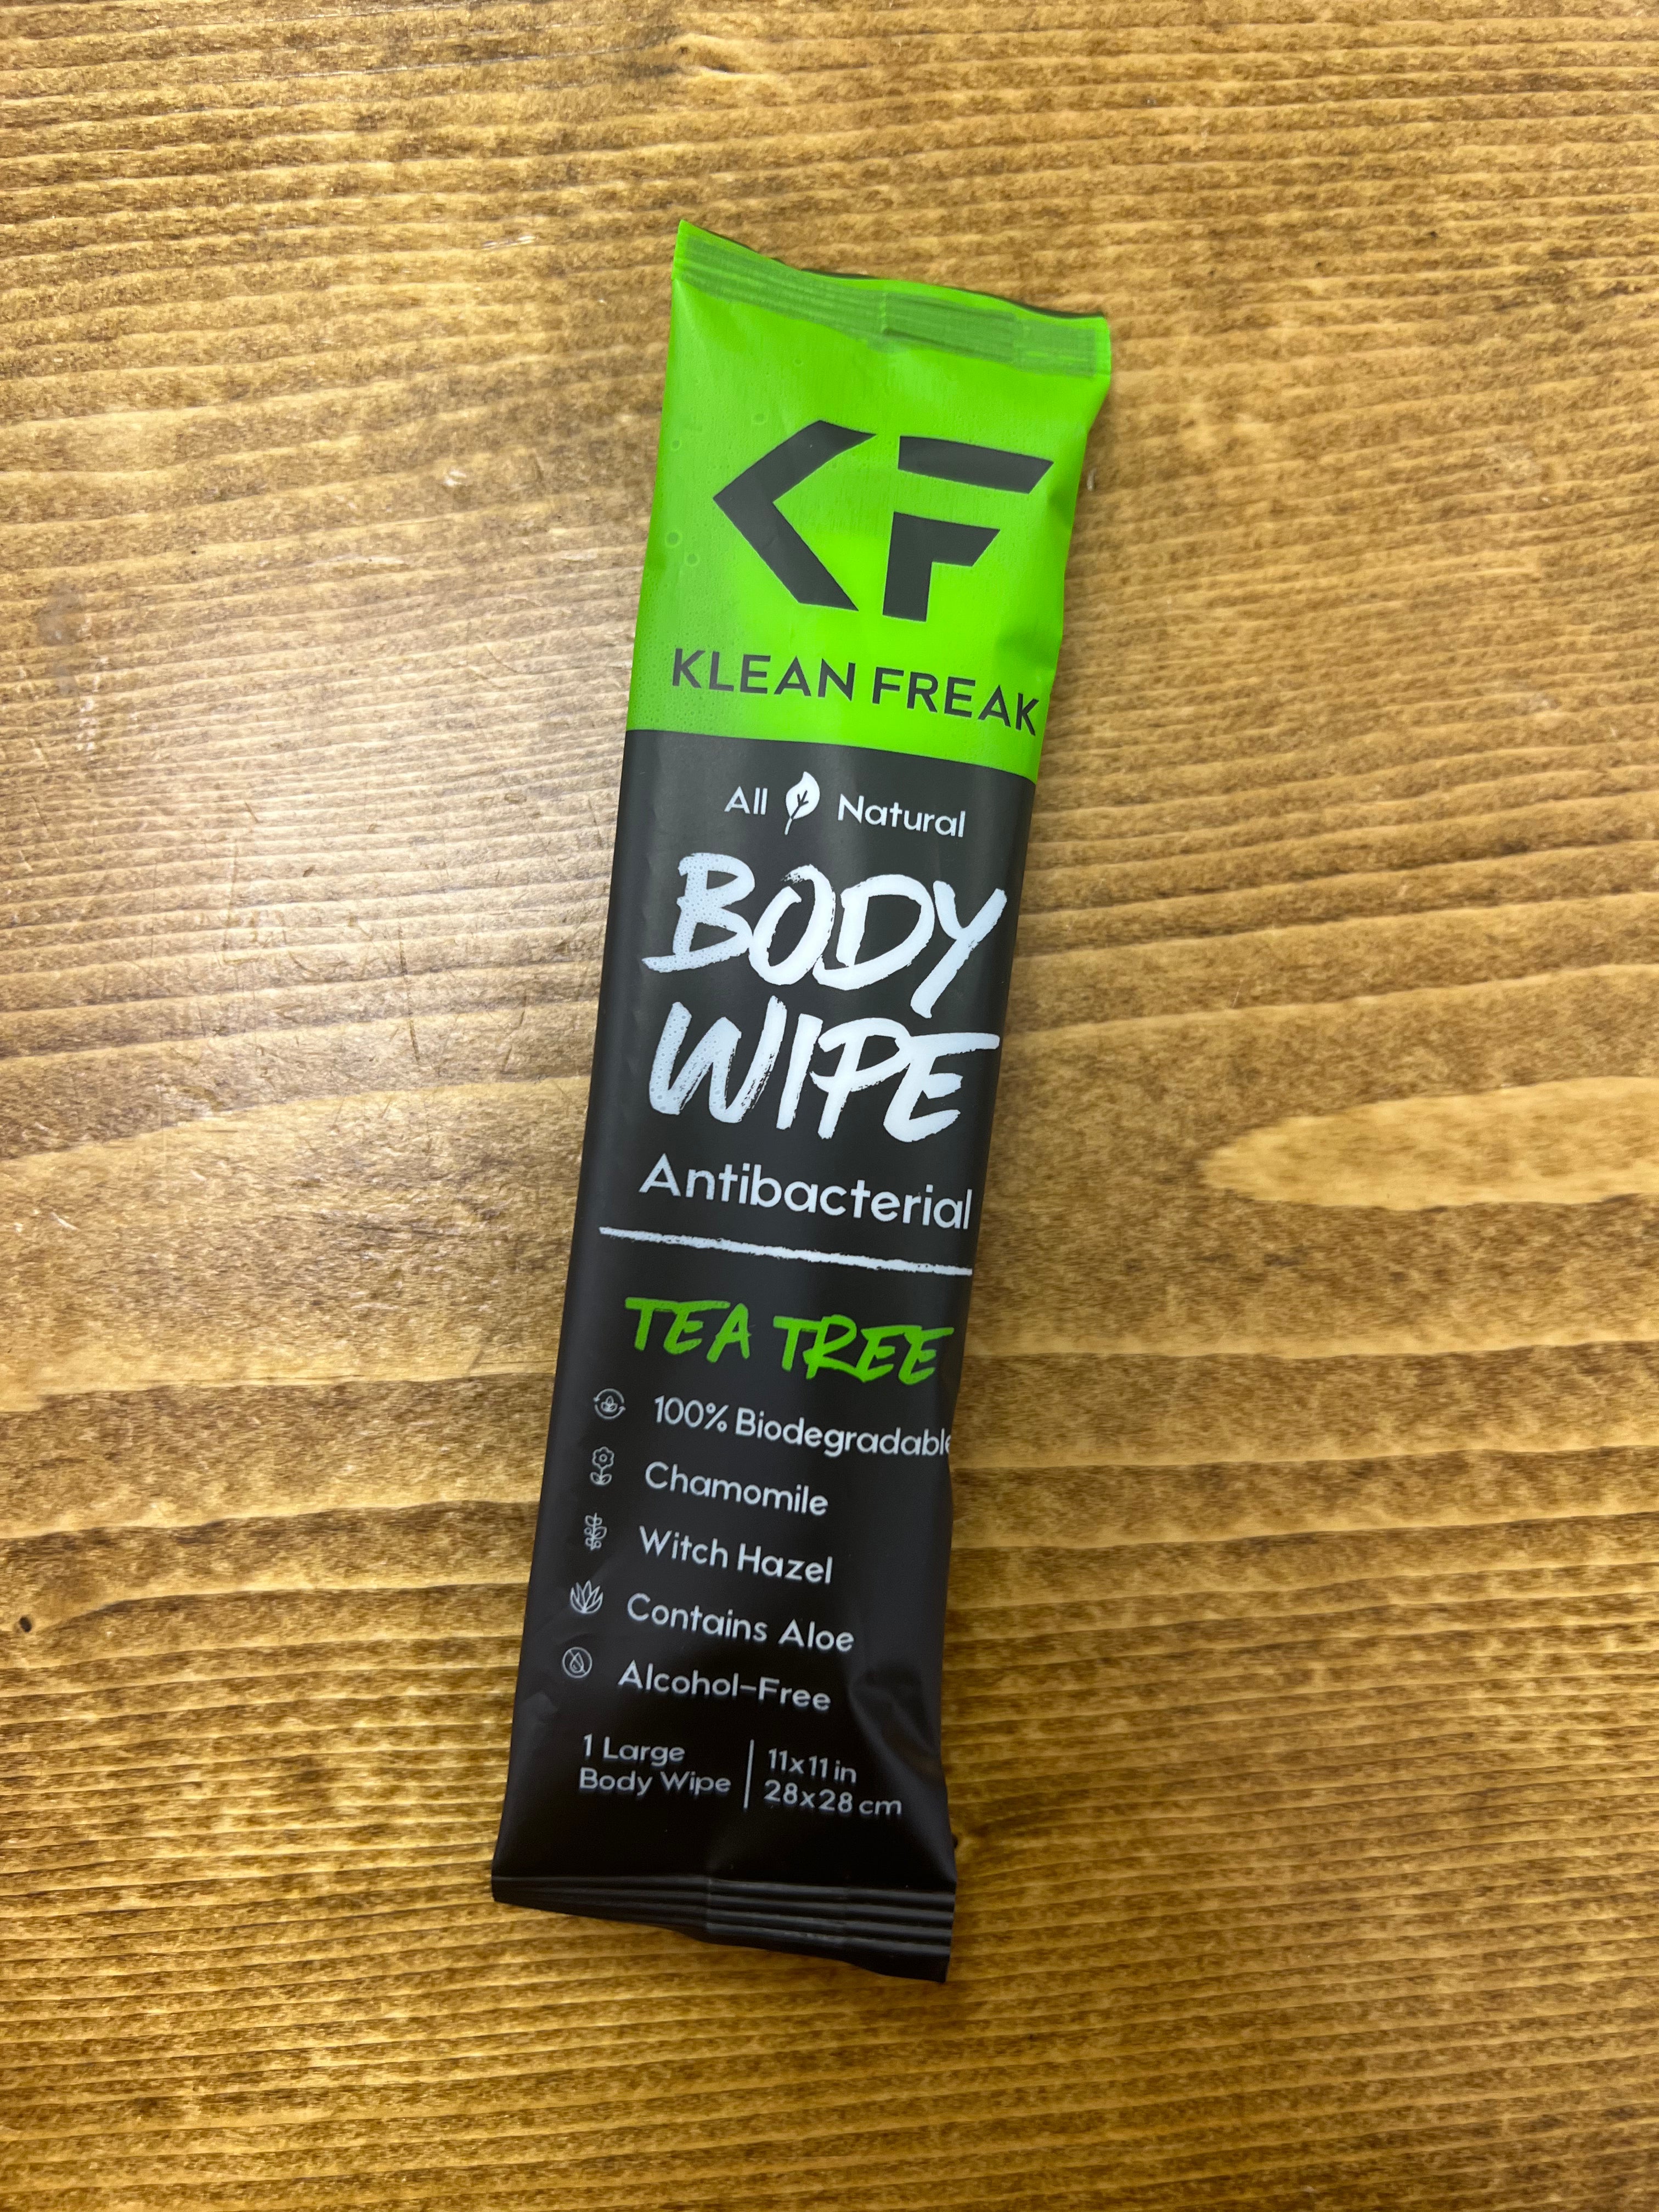 KF
KLEAN FREAK
All Natural
BODY
WIPE
Antibacterial
TEA TREE
100% Biodegradable
Chamomile
Witch Hazel
Contains Aloe
Alcohol-Free
1 Large
Body Wipe
11x11 in
28x28 cm